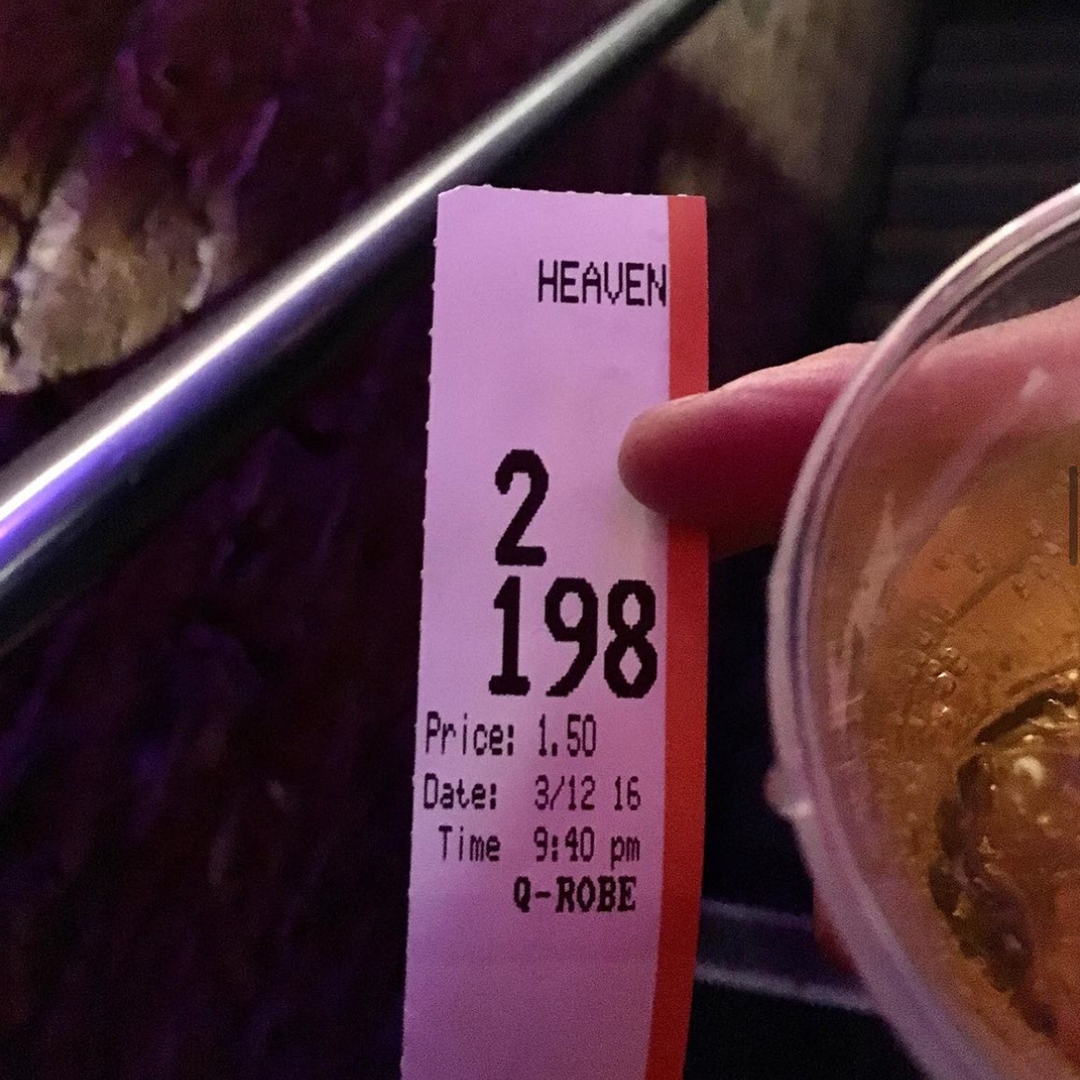 HEAVEN
2
198
Price: 1.50
Date: 3/12 16
Time 9:40 pm
Q-ROBE